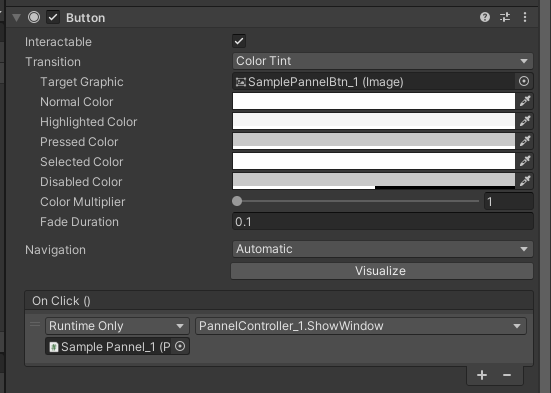 Button
Interactable
Transition Color Tint
Target Graphic SamplePannelBtn_1 (Image)
Normal Color
Highlighted Color
Pressed Color
Selected Color
Disabled Color
Color Multiplier 1
Fade Duration 0.1
Navigation Automatic
Visualize
On Click ()
Runtime Only PannelController_1.ShowWindow
Sample Pannel_1 (P